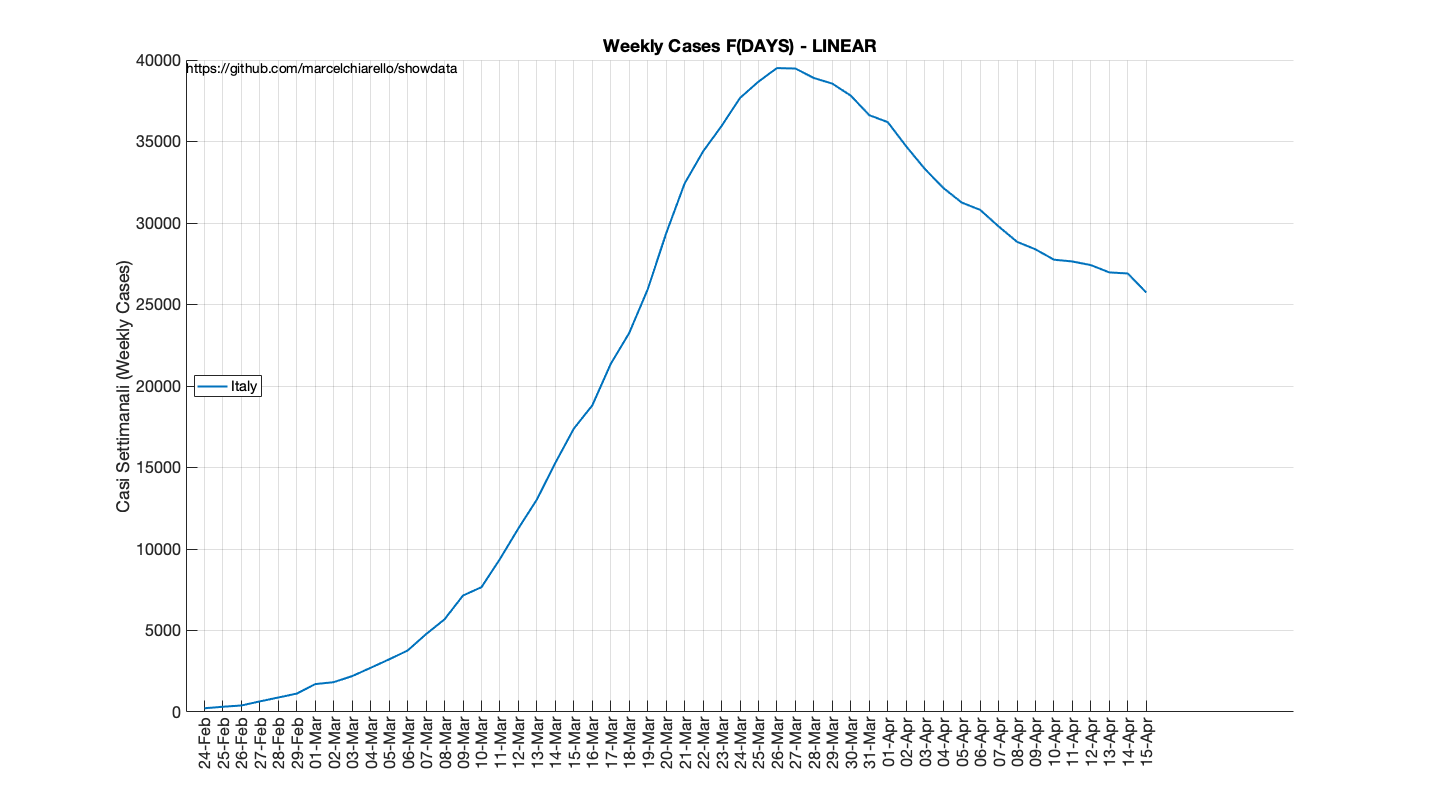 Weekly Cases F(DAYS) - LINEAR
https://github.com/marcelchiarello/showdata
Casi Settimanali (Weekly Cases)
40000
35000
30000
25000
20000
15000
10000
5000
0
Italy
24-Feb
25-Feb
26-Feb
27-Feb
28-Feb
29-Feb
01-Mar
02-Mar
03-Mar
04-Mar
05-Mar
06-Mar
07-Mar
08-Mar
09-Mar
10-Mar
11-Mar
12-Mar
13-Mar
14-Mar
15-Mar
16-Mar
17-Mar
18-Mar
19-Mar
20-Mar
21-Mar
22-Mar
23-Mar
24-Mar
25-Mar
26-Mar
27-Mar
28-Mar
29-Mar
30-Mar
31-Mar
01-Apr
02-Apr
03-Apr
04-Apr
05-Apr
06-Apr
07-Apr
08-Apr
09-Apr
10-Apr
11-Apr
12-Apr
13-Apr
14-Apr
15-Apr